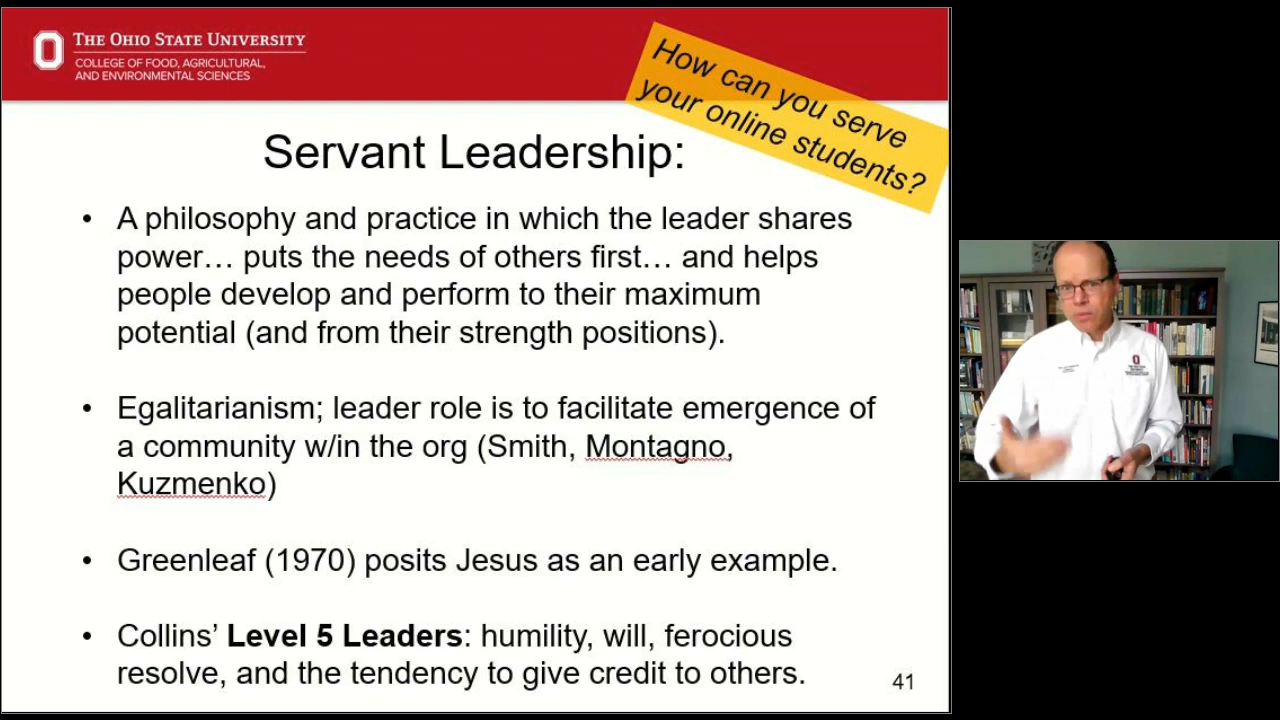 THE OHIO STATE UNIVERSITY
COLLEGE OF FOOD, AGRICULTURAL,
AND ENVIRONMENTAL SCIENCES
How can you serve
your online students?
Servant Leadership:
• A philosophy and practice in which the leader shares
power… puts the needs of others first… and helps
people develop and perform to their maximum
potential (and from their strength positions).
• Egalitarianism; leader role is to facilitate emergence of
a community w/in the org (Smith, Montagno,
Kuzmenko)
• Greenleaf (1970) posits Jesus as an early example.
• Collins’ Level 5 Leaders: humility, will, ferocious
resolve, and the tendency to give credit to others.
41